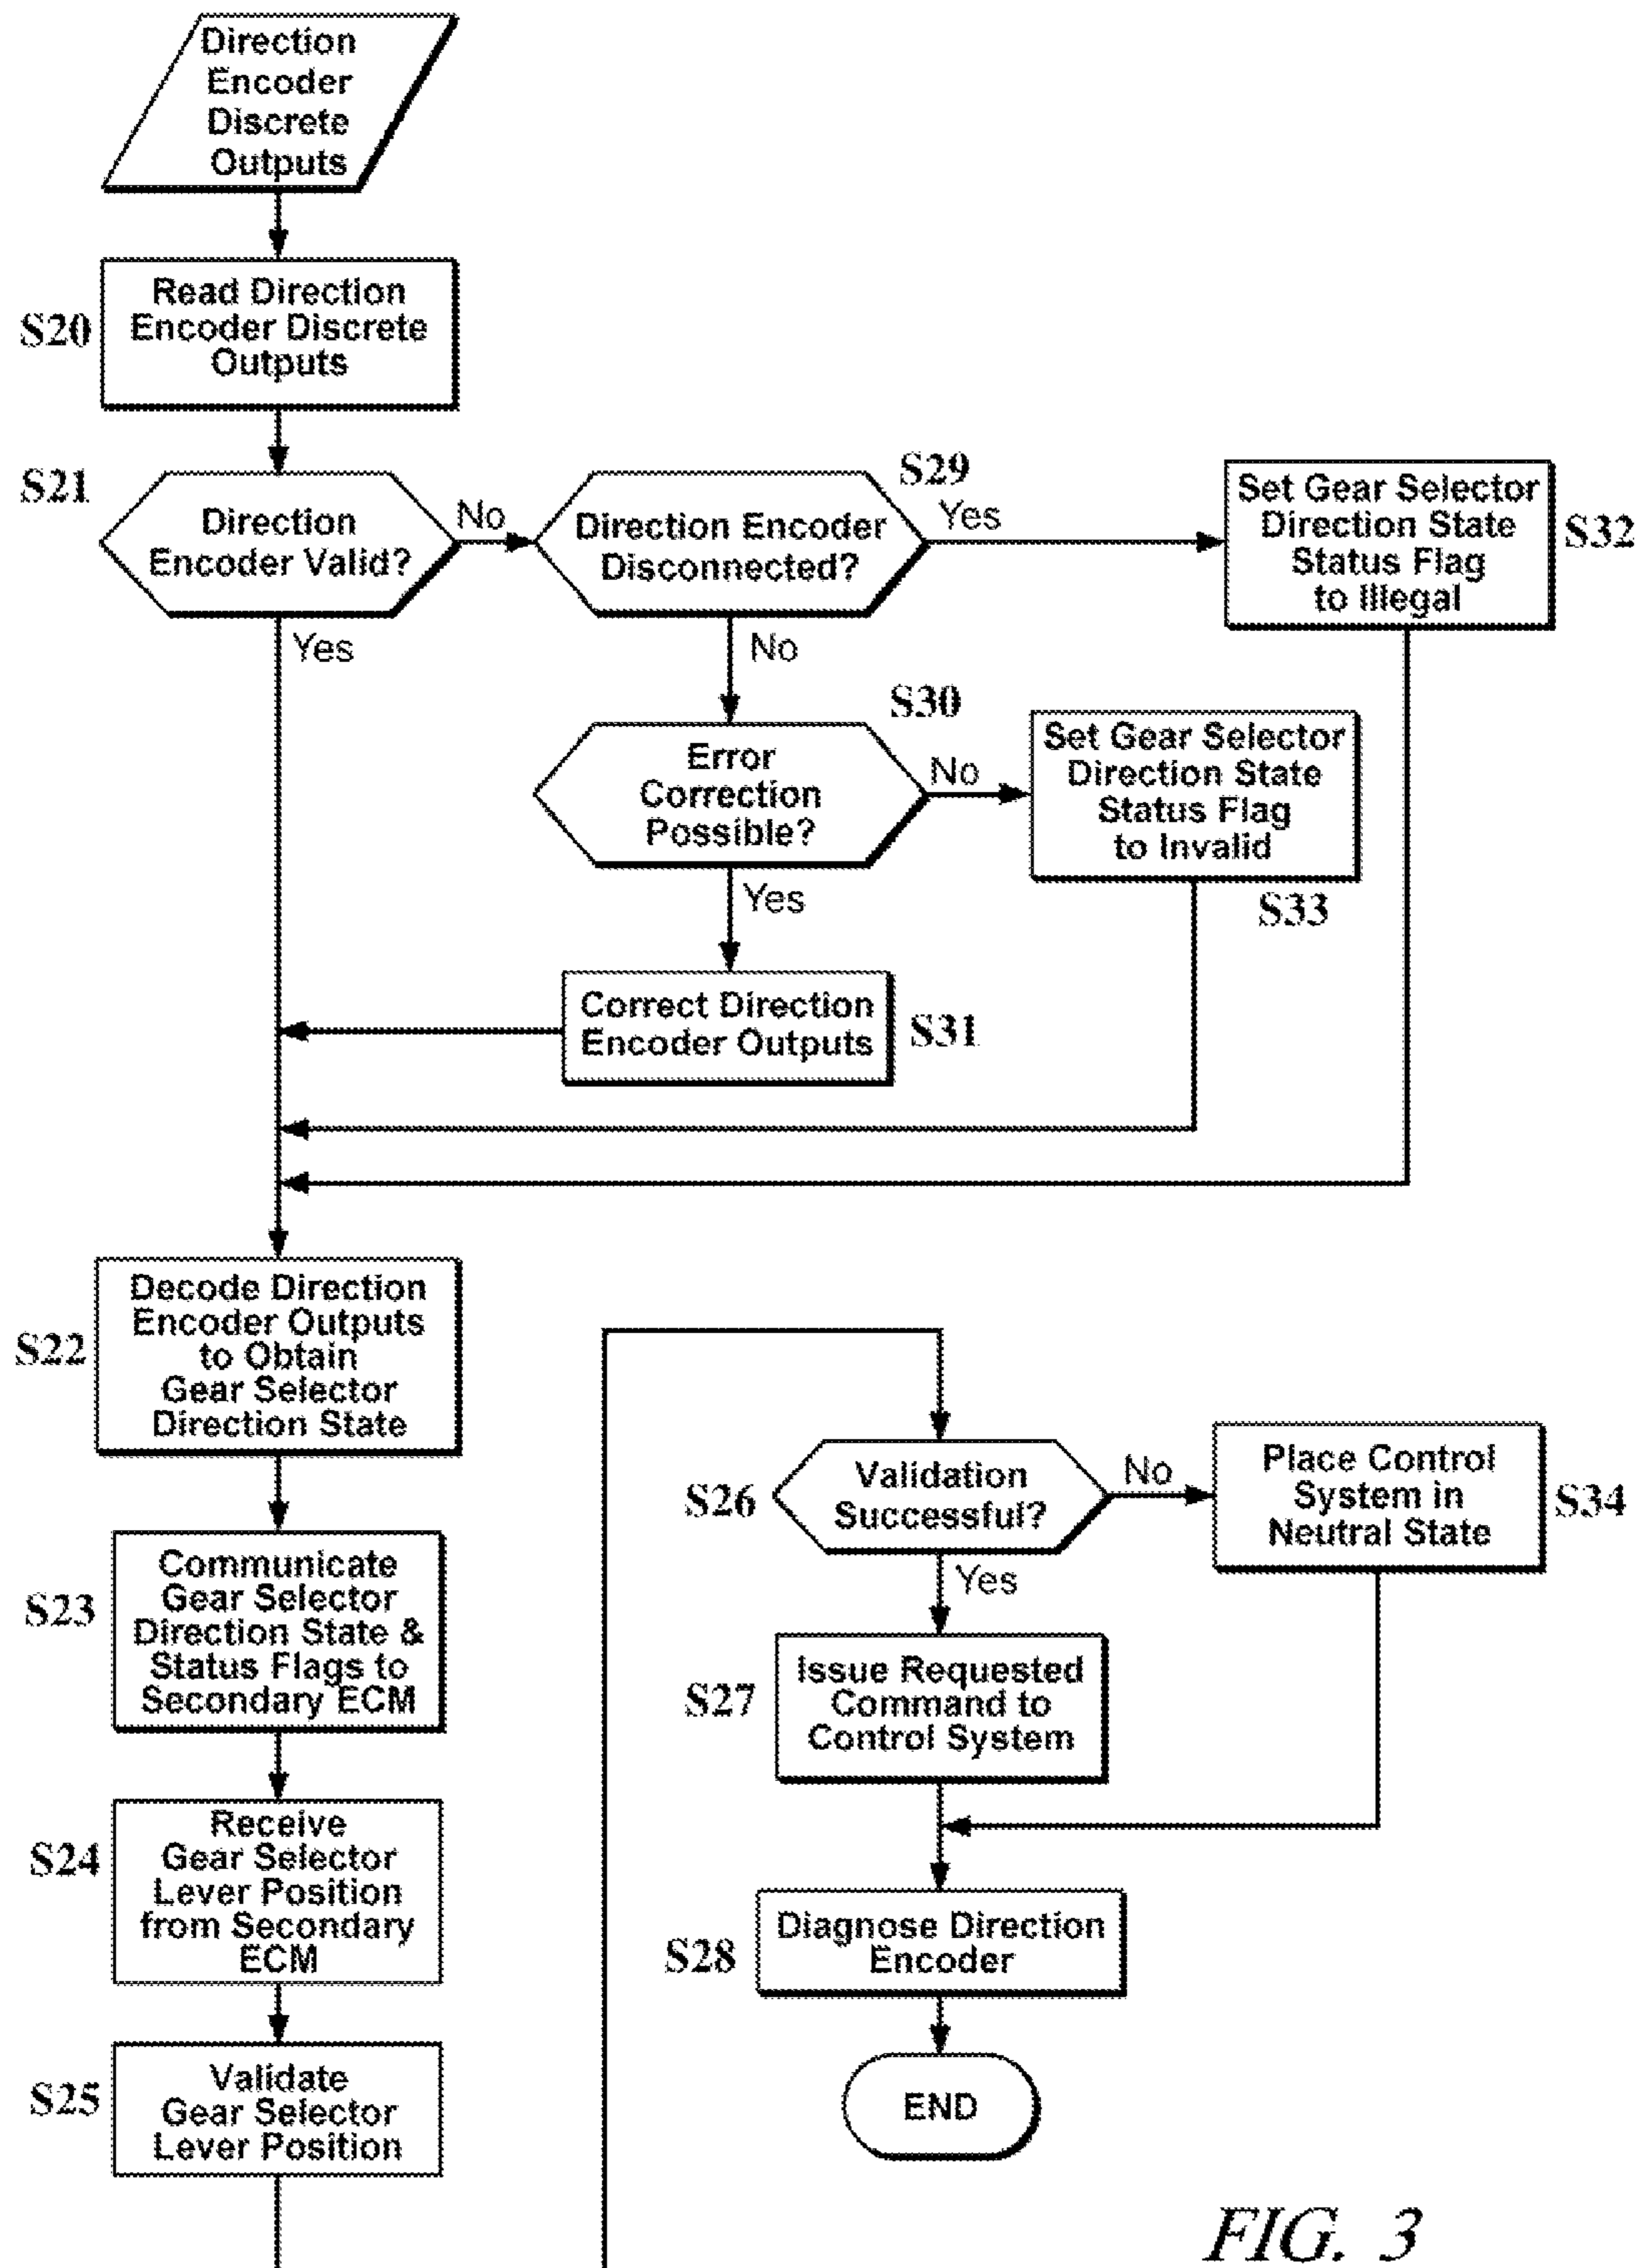 Direction
Encoder
Discrete
Outputs
S20
Read Direction
Encoder Discrete
Outputs
S21
Direction
Encoder Valid?
No
Yes
S29
Direction Encoder
Disconnected?
Yes
No
Set Gear Selector
Direction State
Status Flag
to Illegal
S32
S30
Error
Correction
Possible?
No
Yes
Set Gear Selector
Direction State
Status Flag
to Invalid
S33
Correct Direction
Encoder Outputs
S31
S22
Decode Direction
Encoder Outputs
to Obtain
Gear Selector
Direction State
S23
Communicate
Gear Selector
Direction State &
Status Flags to
Secondary ECM
S24
Receive
Gear Selector
Lever Position
from Secondary
ECM
S25
Validate
Gear Selector
Lever Position
S26
Validation
Successful?
No
Yes
Place Control
System in
Neutral State
S34
S27
Issue Requested
Command to
Control System
S28
Diagnose Direction
Encoder
END
FIG. 3